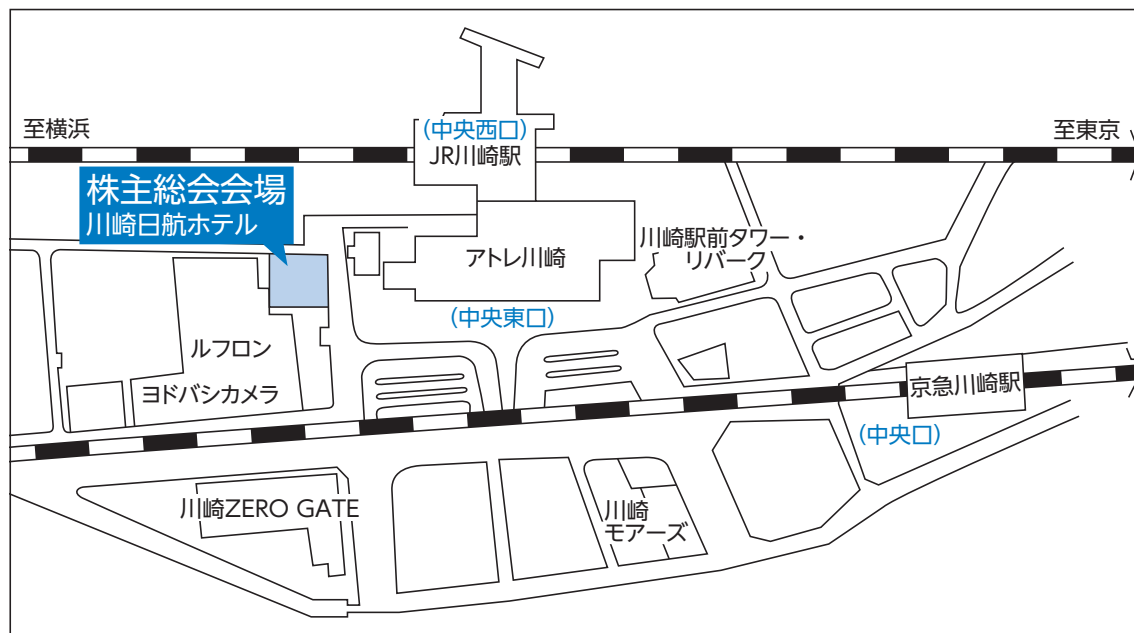 至横浜
(中央西口)
JR川崎駅
至東京
株主総会会場
川崎日航ホテル
アトレ川崎
川崎駅前タワー・
リバーク
(中央東口)
ルフロン
ヨドバシカメラ
京急川崎駅
(中央口)
川崎ZERO GATE
川崎
モアーズ